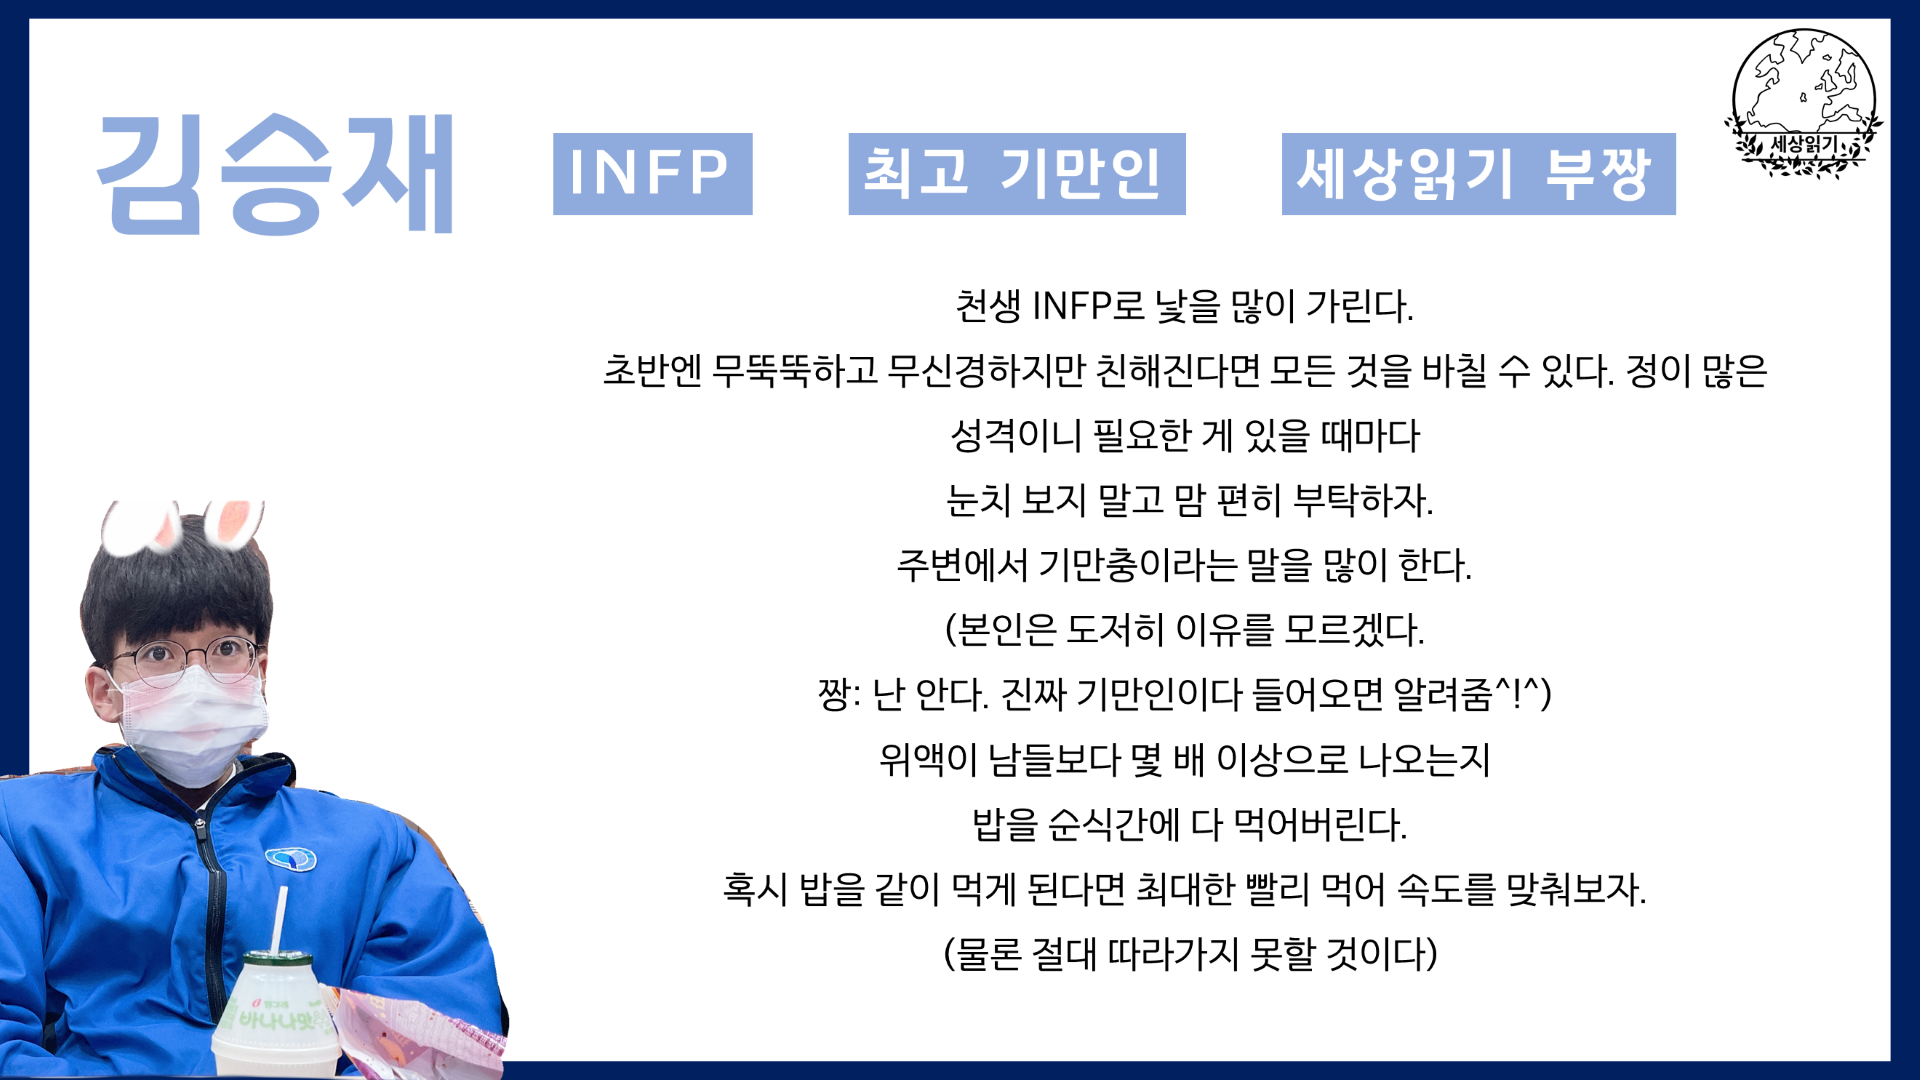 김승재
INFP
최고 기만인
세상읽기 부짱
세상읽기
천생 INFP로 낯을 많이 가린다.
초반엔 무뚝뚝하고 무신경하지만 친해진다면 모든 것을 바칠 수 있다. 정이 많은
성격이니 필요한 게 있을 때마다
눈치 보지 말고 맘 편히 부탁하자.
주변에서 기만충이라는 말을 많이 한다.
(본인은 도저히 이유를 모르겠다.
짱: 난 안다. 진짜 기만인이다 들어오면 알려줌^!^)
위액이 남들보다 몇 배 이상으로 나오는지
밥을 순식간에 다 먹어버린다.
혹시 밥을 같이 먹게 된다면 최대한 빨리 먹어 속도를 맞춰보자.
(물론 절대 따라가지 못할 것이다)
바나나맛